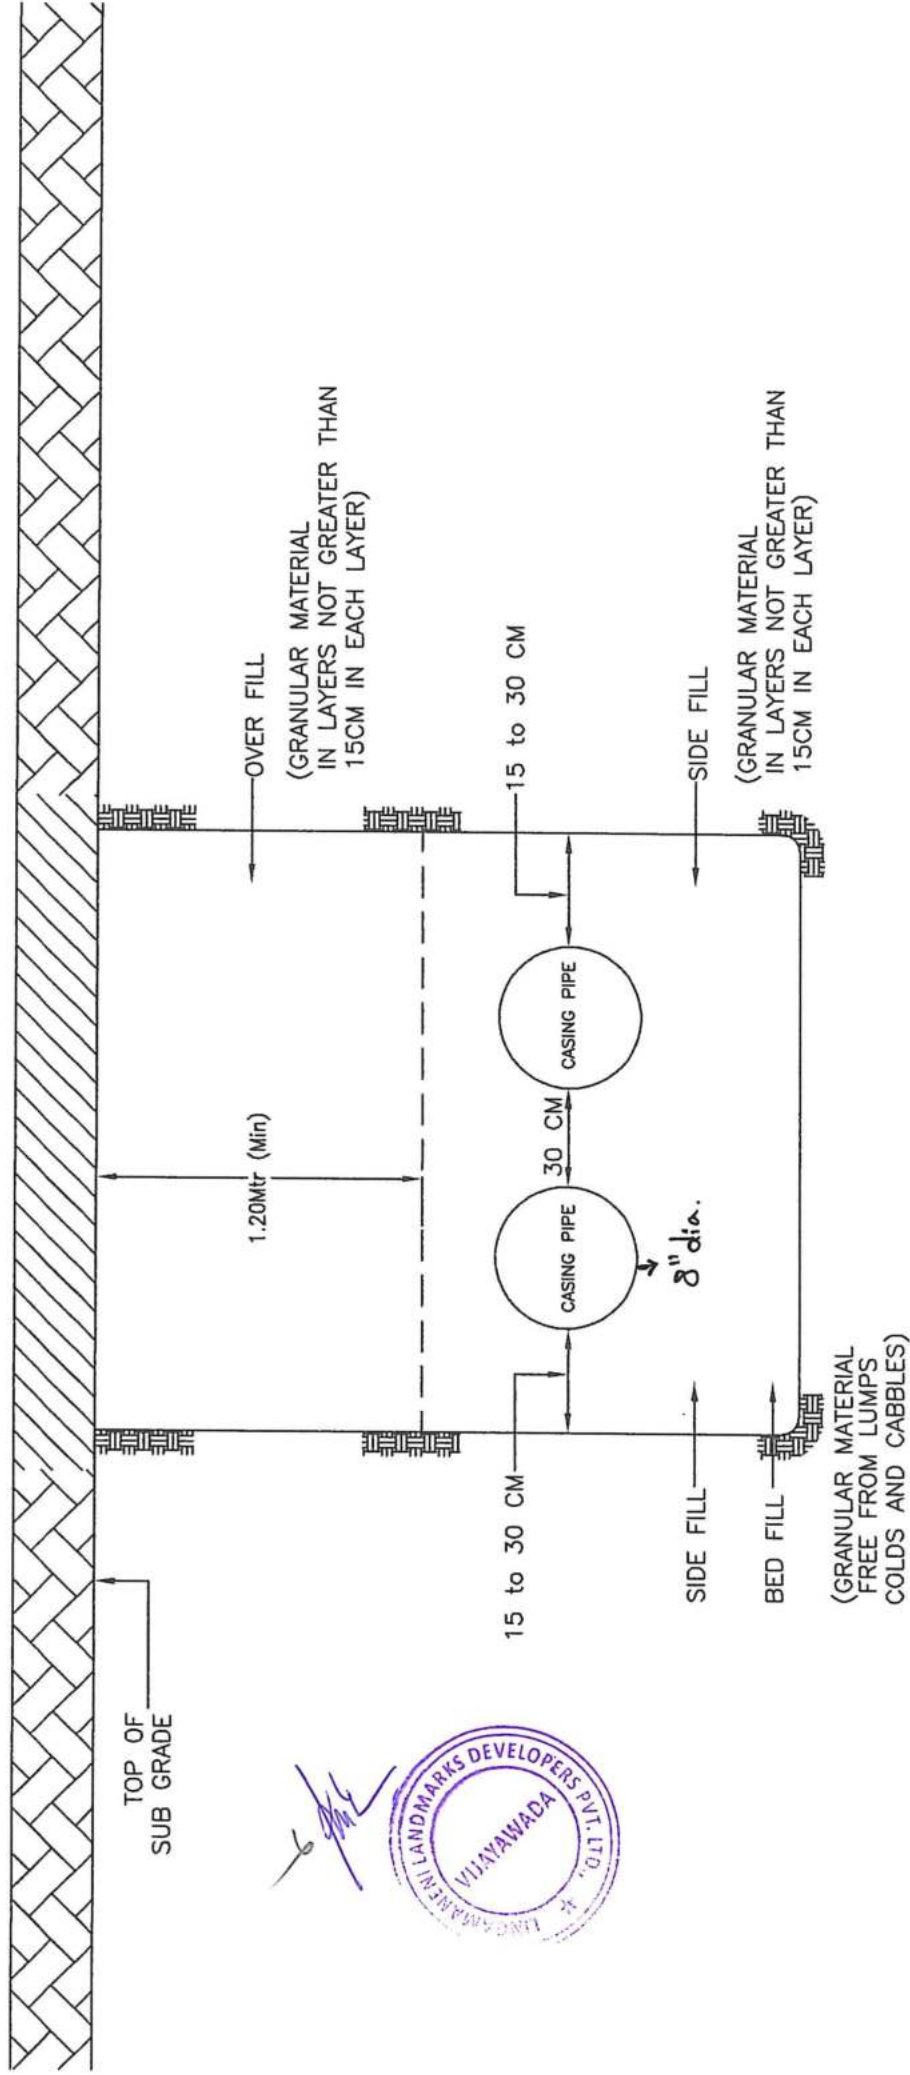 TOP OF
SUB GRADE
1.20Mtr (Min)
OVER FILL
(GRANULAR MATERIAL
IN LAYERS NOT GREATER THAN
15CM IN EACH LAYER)
15 to 30 CM
CASING PIPE
30 CM
CASING PIPE
15 to 30 CM
8" dia.
SIDE FILL
SIDE FILL
(GRANULAR MATERIAL
IN LAYERS NOT GREATER THAN
15CM IN EACH LAYER)
BED FILL
(GRANULAR MATERIAL
FREE FROM LUMPS
COLDS AND CABBLES)
LINGAMANENI LANDMARKS DEVELOPERS PVT. LTD.,
VIJAYAWADA